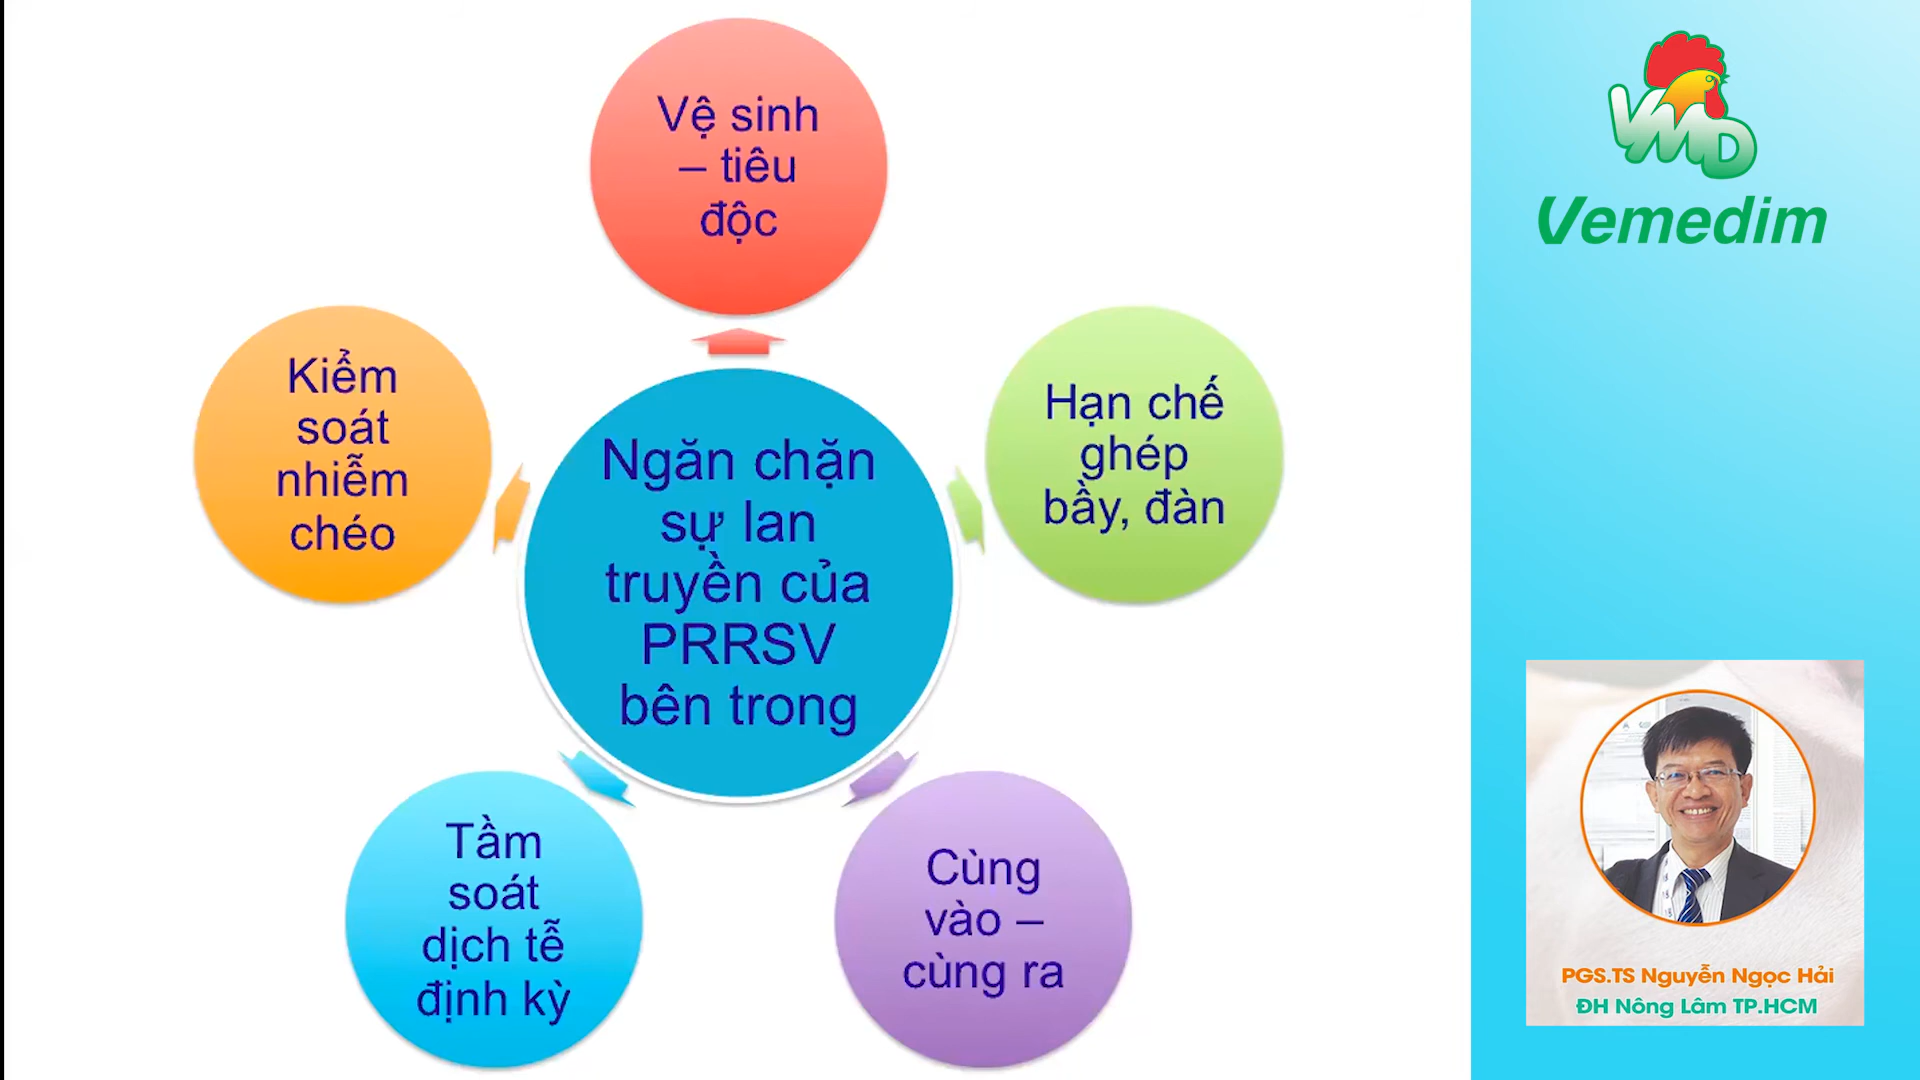 Vệ sinh
– tiêu
độc
Kiểm
soát
nhiễm
chéo
Hạn chế
ghép
bầy, đàn
Ngăn chặn
sự lan
truyền của
PRRSV
bên trong
Tầm
soát
dịch tễ
định kỳ
Cùng
vào –
cùng ra
VMD
Vemedim
PGS.TS Nguyễn Ngọc Hải
ĐH Nông Lâm TP.HCM